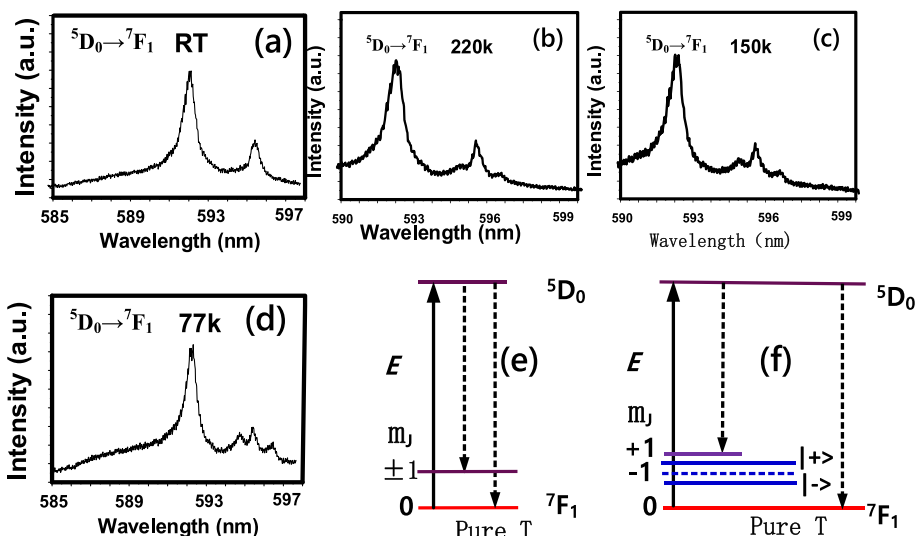 ⁵D₀→⁷F₁ RT (a)
Intensity (a.u.)
585 589 593 597
Wavelength (nm)
⁵D₀→⁷F₁ 220k (b)
Intensity (a.u.)
590 593 596 599
Wavelength (nm)
⁵D₀→⁷F₁ 150k (c)
Intensity (a.u.)
590 593 596 599
Wavelength (nm)
⁵D₀→⁷F₁ 77k (d)
Intensity (a.u.)
585 589 593 597
Wavelength (nm)
⁵D₀
(e)
E
mJ
±1
0 ⁷F₁
Pure T
⁵D₀
(f)
E
mJ
+1
|+>
-1
|->
0 ⁷F₁
Pure T